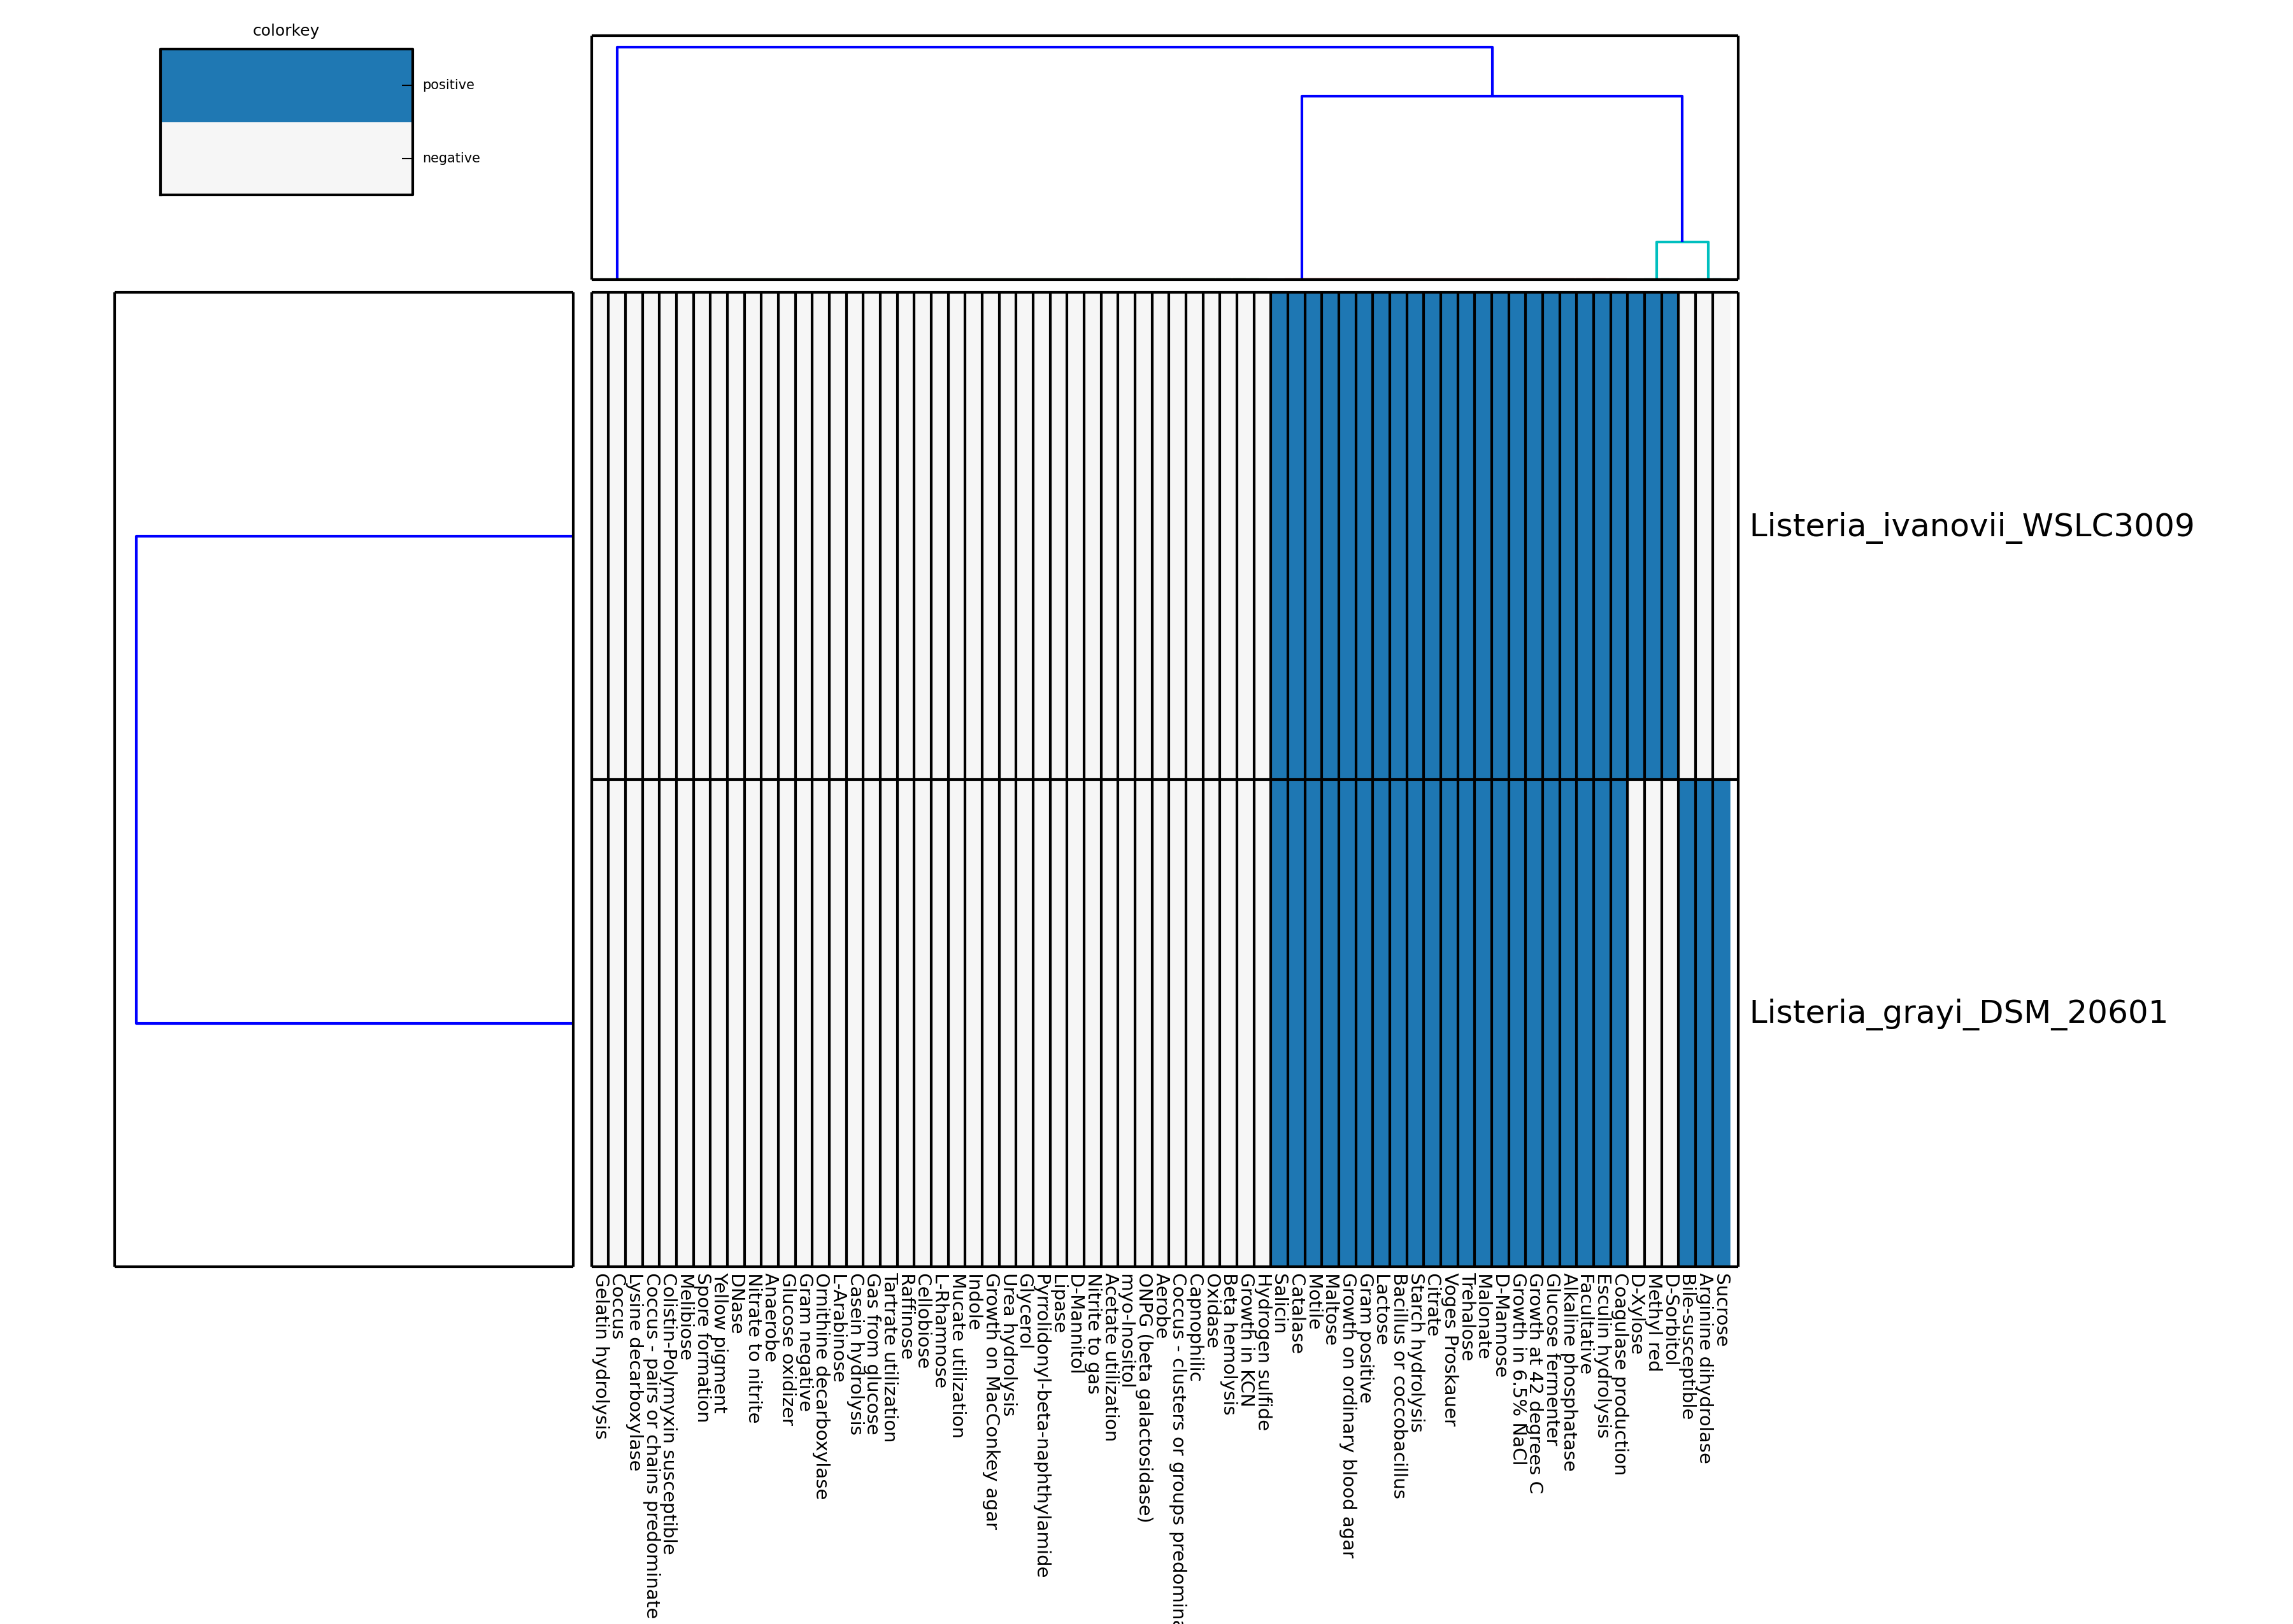 colorkey
positive
negative
Listeria_ivanovii_WSLC3009
Listeria_grayi_DSM_20601
Gelatin hydrolysis
Coccus
Lysine decarboxylase
Coccus - pairs or chains predominate
Colistin-Polymyxin susceptible
Melibiose
Spore formation
Yellow pigment
DNase
Nitrate to nitrite
Anaerobe
Glucose oxidizer
Gram negative
Ornithine decarboxylase
L-Arabinose
Casein hydrolysis
Gas from glucose
Tartrate utilization
Raffinose
Cellobiose
L-Rhamnose
Mucate utilization
Indole
Growth on MacConkey agar
Urea hydrolysis
Glycerol
Pyrrolidonyl-beta-naphthylamide
Lipase
D-Mannitol
Nitrite to gas
Acetate utilization
myo-Inositol
ONPG (beta galactosidase)
Aerobe
Coccus - clusters or groups
Capnophilic
Oxidase
Beta hemolysis
Growth in KCN
Hydrogen sulfide
Salicin
Catalase
Motile
Maltose
Growth on ordinary blood agar
Gram positive
Lactose
Bacillus or coccobacillus
Starch hydrolysis
Citrate
Voges Proskauer
Trehalose
Malonate
D-Mannose
Growth in 6.5% NaCl
Growth at 42 degrees C
Glucose fermenter
Alkaline phosphatase
Facultative
Esculin hydrolysis
Coagulase production
D-Xylose
Methyl red
D-Sorbitol
Bile-susceptible
Arginine dihydrolase
Sucrose